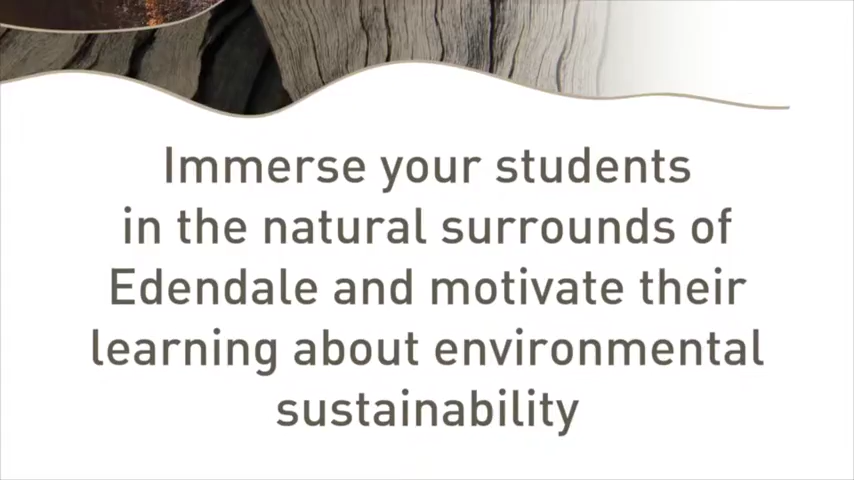 Immerse your students
in the natural surrounds of
Edendale and motivate their
learning about environmental
sustainability